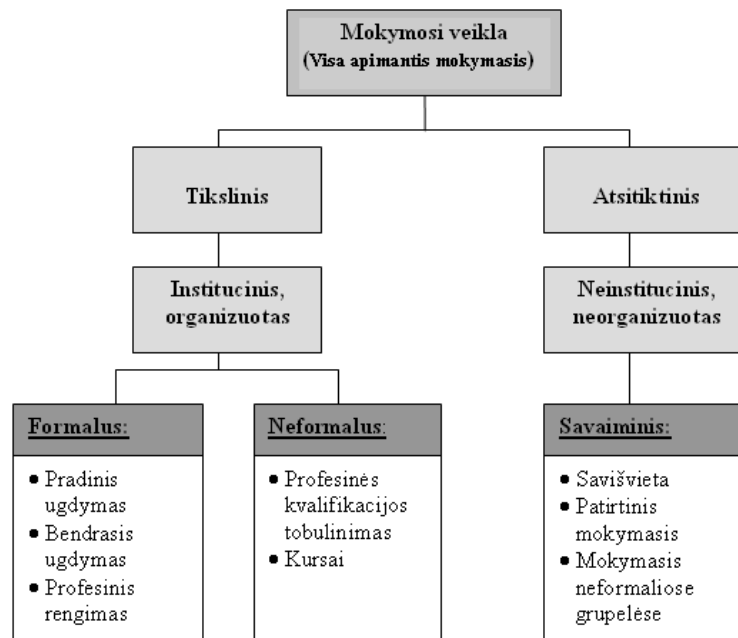 Mokymosi veikla
(Visa apimantis mokymasis)
Tikslinis
Atsitiktinis
Institucinis,
organizuotas
Neinstitucinis,
neorganizuotas
Formalus:
● Pradinis
ugdymas
● Bendrasis
ugdymas
● Profesinis
rengimas
Neformalus:
● Profesinės
kvalifikacijos
tobulinimas
● Kursai
Savaiminis:
● Savišvieta
● Patirtinis
mokymasis
● Mokymasis
neformaliose
grupelėse